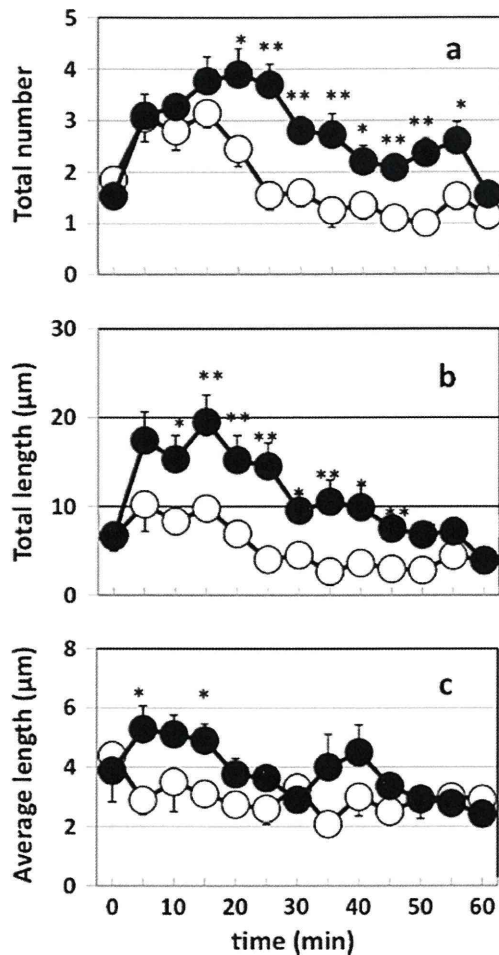 5
4
3
2
1
0
Total number
a
* ** ** ** * ** ** *
30
20
10
0
Total length (µm)
b
* ** ** ** * ** * **
8
6
4
2
0
Average length (µm)
c
* *
0 10 20 30 40 50 60
time (min)